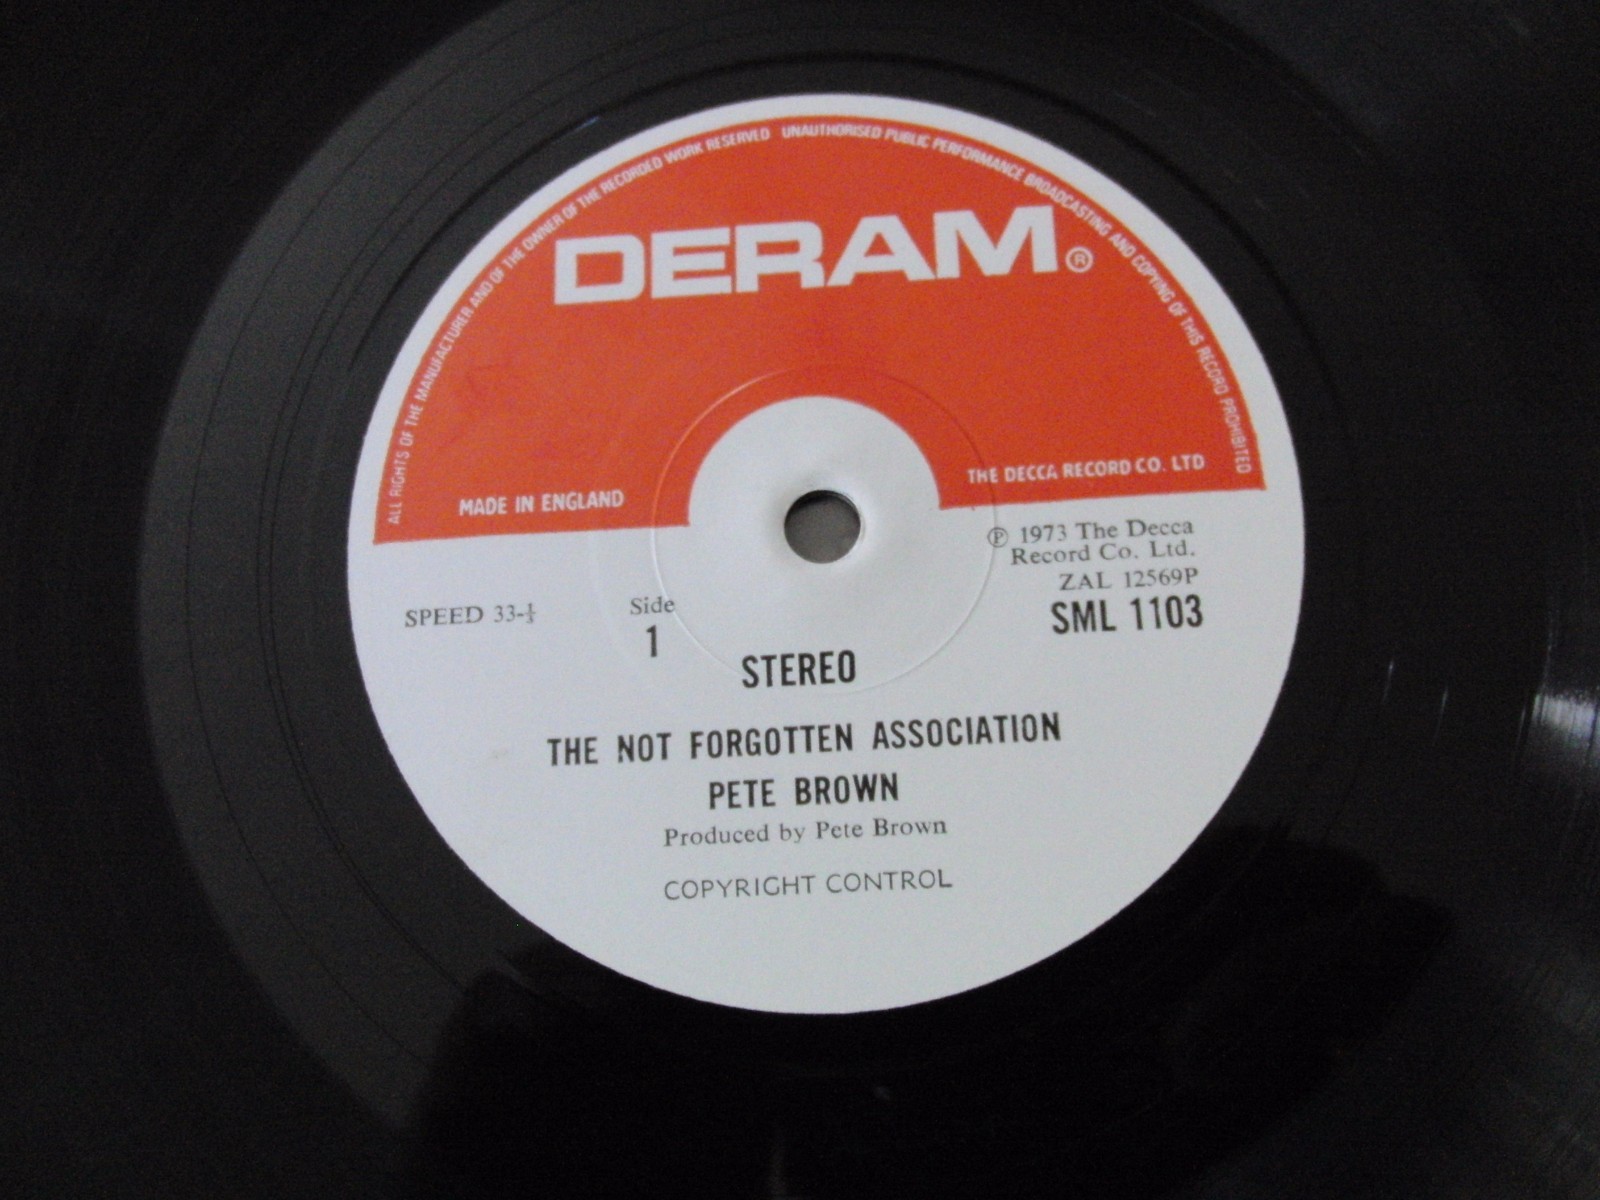 ALL RIGHTS OF THE MANUFACTURER AND OF THE OWNER OF THE RECORDED WORK RESERVED UNAUTHORISED PUBLIC PERFORMANCE BROADCASTING AND COPYING OF THIS RECORD PROHIBITED
DERAM®
MADE IN ENGLAND
THE DECCA RECORD CO. LTD
℗ 1973 The Decca
Record Co. Ltd.
ZAL 12569P
SML 1103
SPEED 33-⅓
Side
1
STEREO
THE NOT FORGOTTEN ASSOCIATION
PETE BROWN
Produced by Pete Brown
COPYRIGHT CONTROL